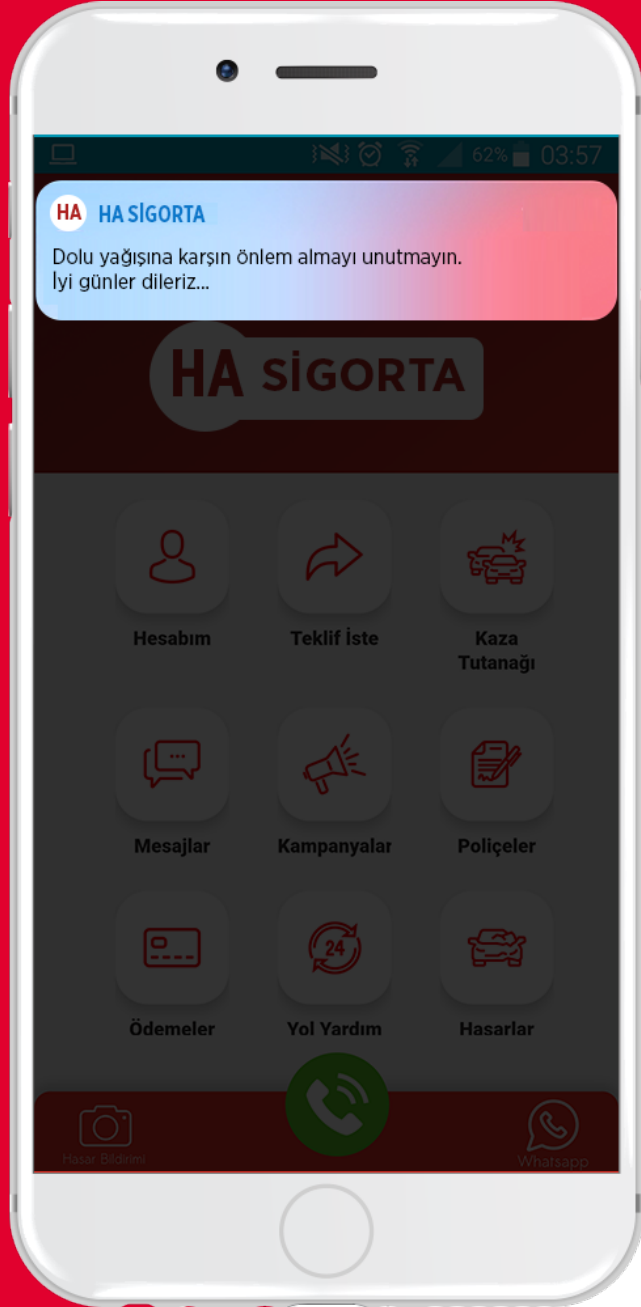 62% 03:57
HA HA SİGORTA
Dolu yağışına karşın önlem almayı unutmayın.
İyi günler dileriz...
HA SİGORTA
Hesabım Teklif İste Kaza
Tutanağı
Mesajlar Kampanyalar Poliçeler
24
Ödemeler Yol Yardım Hasarlar
Hasar Bildirimi Whatsapp